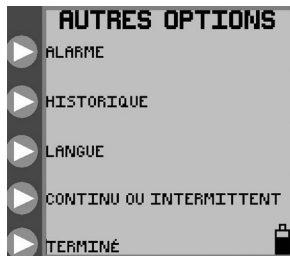 AUTRES OPTIONS
ALARME
HISTORIQUE
LANGUE
CONTINU OU INTERMITTENT
TERMINÉ